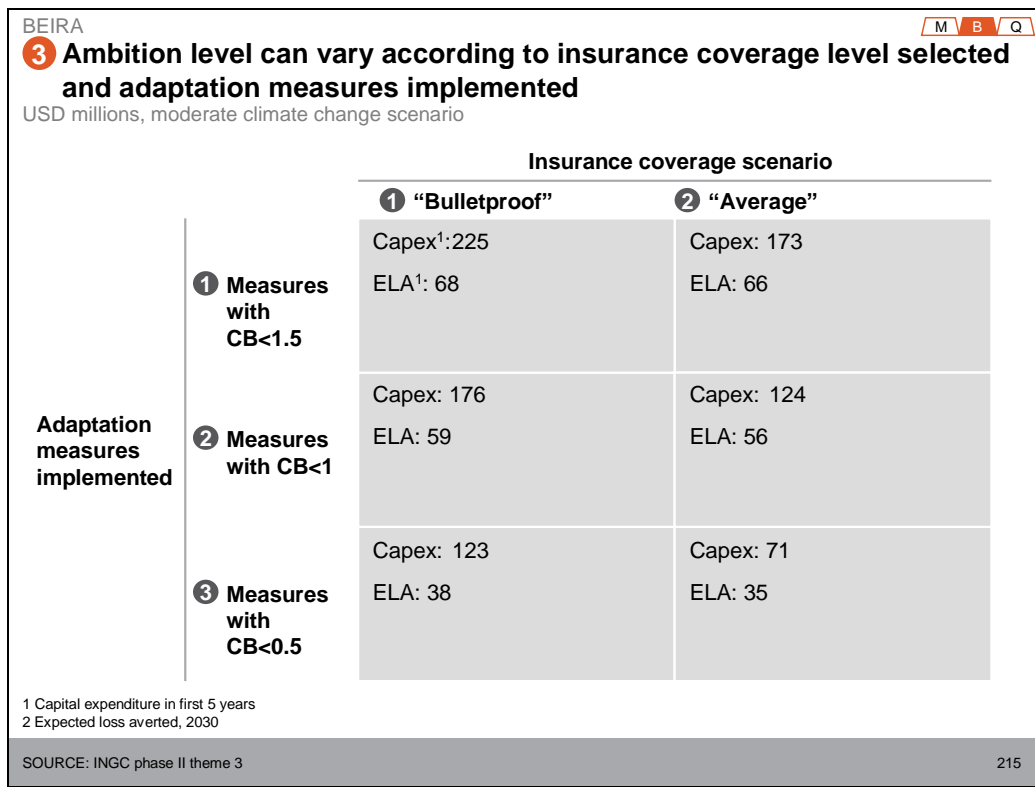 BEIRA
M B Q
3 Ambition level can vary according to insurance coverage level selected
and adaptation measures implemented
USD millions, moderate climate change scenario
Insurance coverage scenario
1 “Bulletproof”
2 “Average”
Adaptation
measures
implemented
1 Measures
with
CB<1.5
Capex¹:225
ELA¹: 68
Capex: 173
ELA: 66
2 Measures
with CB<1
Capex: 176
ELA: 59
Capex: 124
ELA: 56
3 Measures
with
CB<0.5
Capex: 123
ELA: 38
Capex: 71
ELA: 35
1 Capital expenditure in first 5 years
2 Expected loss averted, 2030
SOURCE: INGC phase II theme 3
215